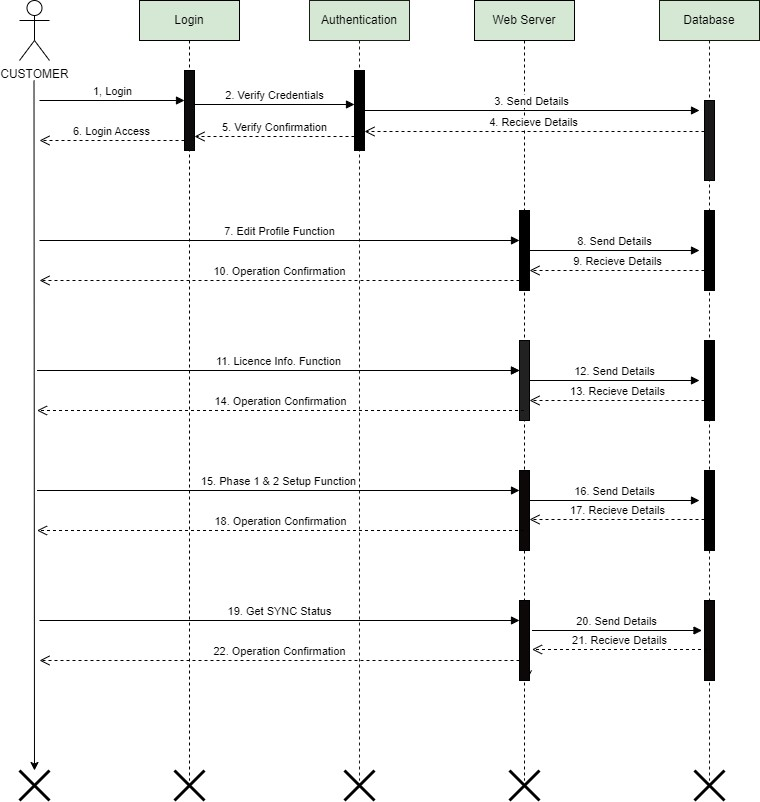 Login
Authentication
Web Server
Database
CUSTOMER
1, Login
2. Verify Credentials
3. Send Details
4. Recieve Details
5. Verify Confirmation
6. Login Access
7. Edit Profile Function
8. Send Details
9. Recieve Details
10. Operation Confirmation
11. Licence Info. Function
12. Send Details
13. Recieve Details
14. Operation Confirmation
15. Phase 1 & 2 Setup Function
16. Send Details
17. Recieve Details
18. Operation Confirmation
19. Get SYNC Status
20. Send Details
21. Recieve Details
22. Operation Confirmation